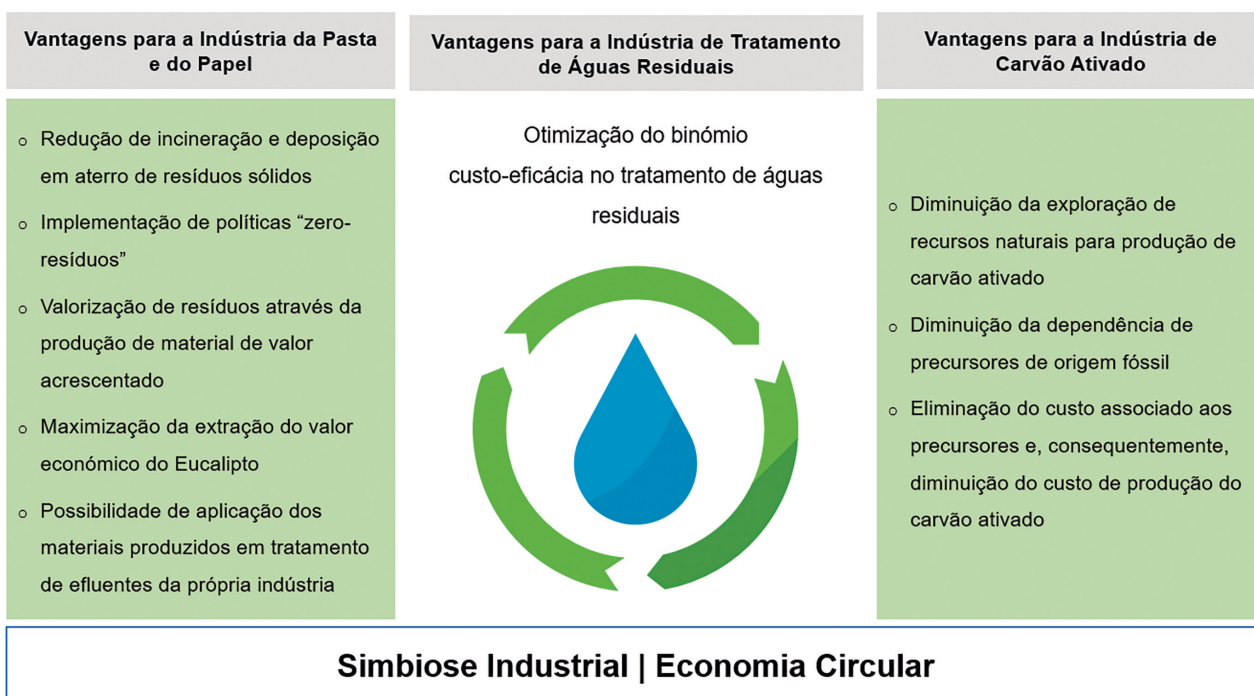 Vantagens para a Indústria da Pasta
e do Papel
o Redução de incineração e deposição
em aterro de resíduos sólidos
o Implementação de políticas “zero-
resíduos”
o Valorização de resíduos através da
produção de material de valor
acrescentado
o Maximização da extração do valor
económico do Eucalipto
o Possibilidade de aplicação dos
materiais produzidos em tratamento
de efluentes da própria indústria
Vantagens para a Indústria de Tratamento
de Águas Residuais
Otimização do binómio
custo-eficácia no tratamento de águas
residuais
Vantagens para a Indústria de
Carvão Ativado
o Diminuição da exploração de
recursos naturais para produção de
carvão ativado
o Diminuição da dependência de
precursores de origem fóssil
o Eliminação do custo associado aos
precursores e, consequentemente,
diminuição do custo de produção do
carvão ativado
Simbiose Industrial | Economia Circular